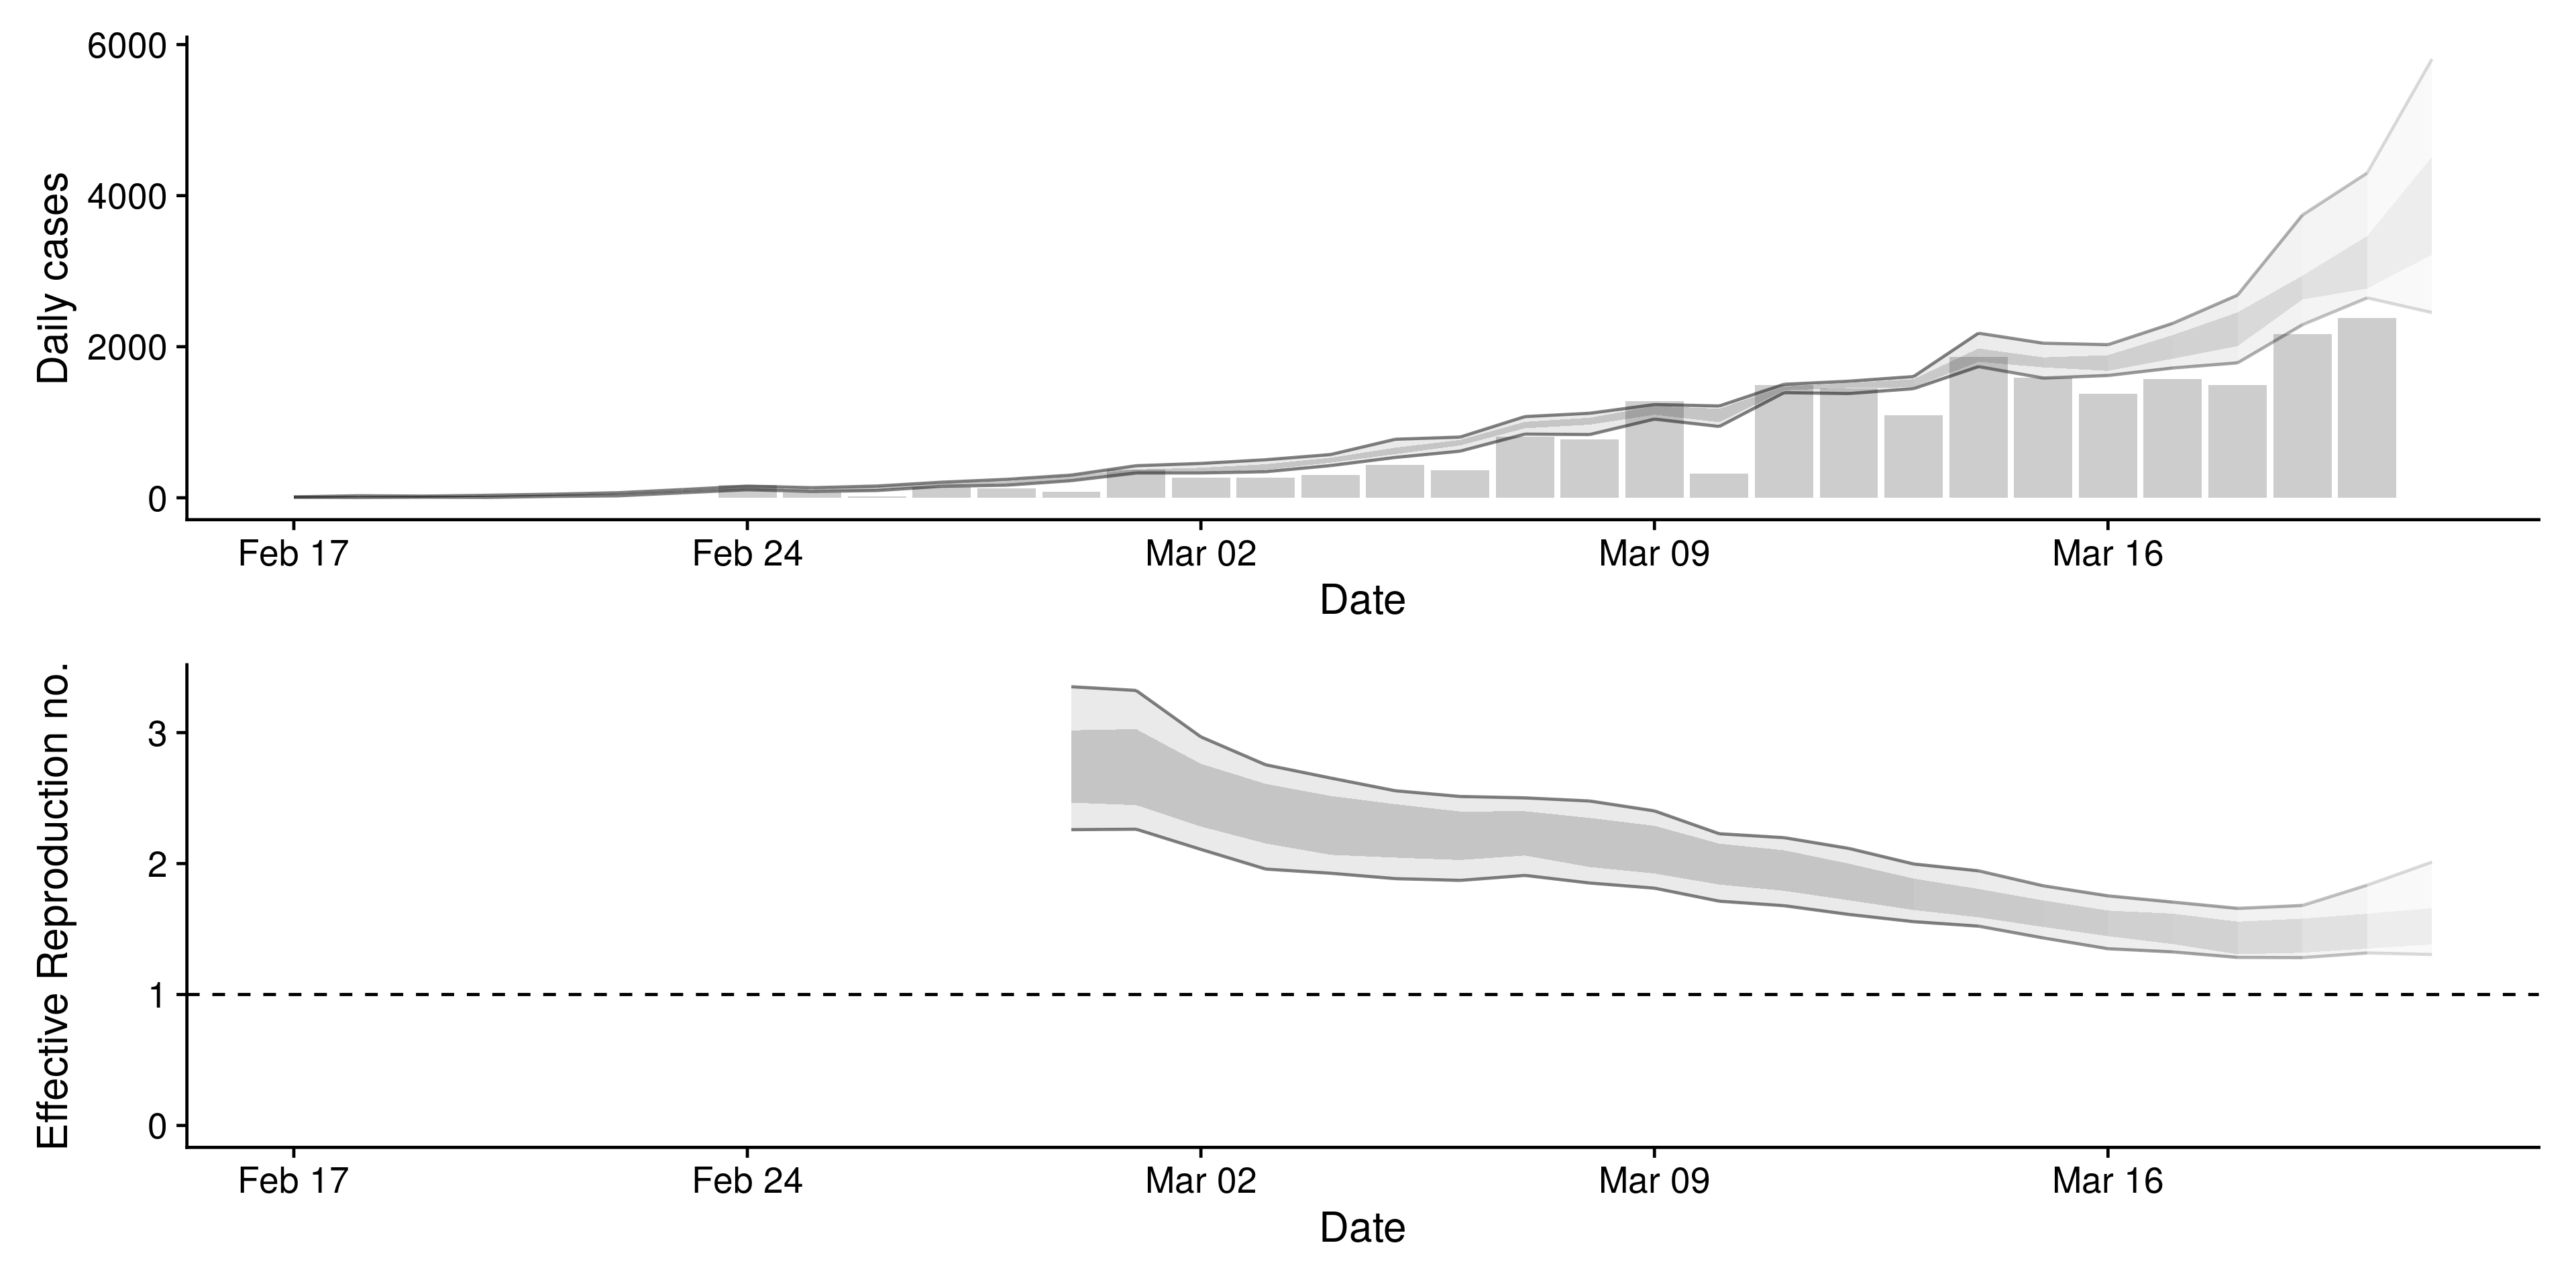 Daily cases
6000
4000
2000
0
Feb 17 Feb 24 Mar 02 Mar 09 Mar 16
Date
Effective Reproduction no.
3
2
1
0
Feb 17 Feb 24 Mar 02 Mar 09 Mar 16
Date